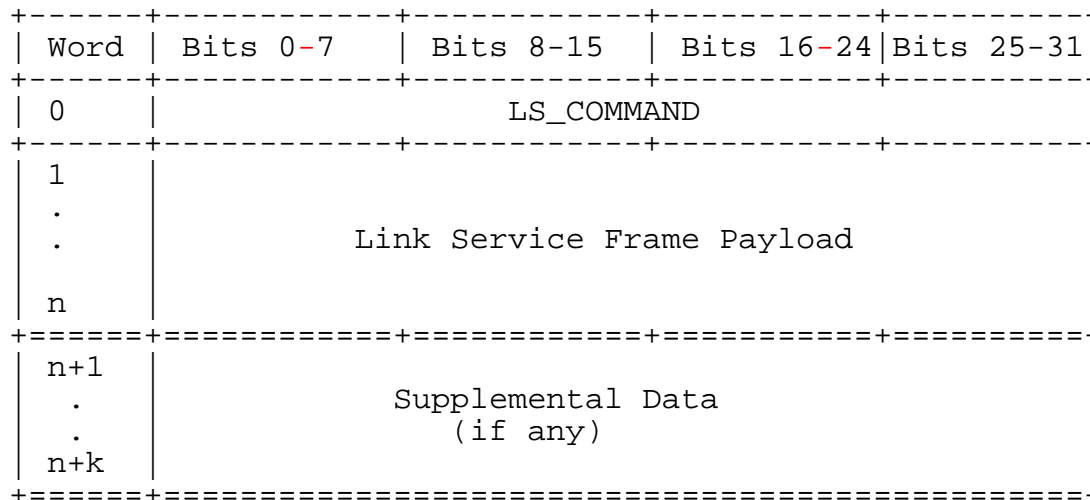 +------+------------+------------+-----------+----------
| Word | Bits 0-7 | Bits 8-15 | Bits 16-24|Bits 25-31
+------+------------+------------+-----------+----------
| 0 | LS_COMMAND
+------+------------+------------+-----------+----------
| 1 |
| . |
| . | Link Service Frame Payload
| |
| n |
+======+============+============+===========+==========
| n+1 |
| . | Supplemental Data
| . | (if any)
| n+k |
+======+================================================